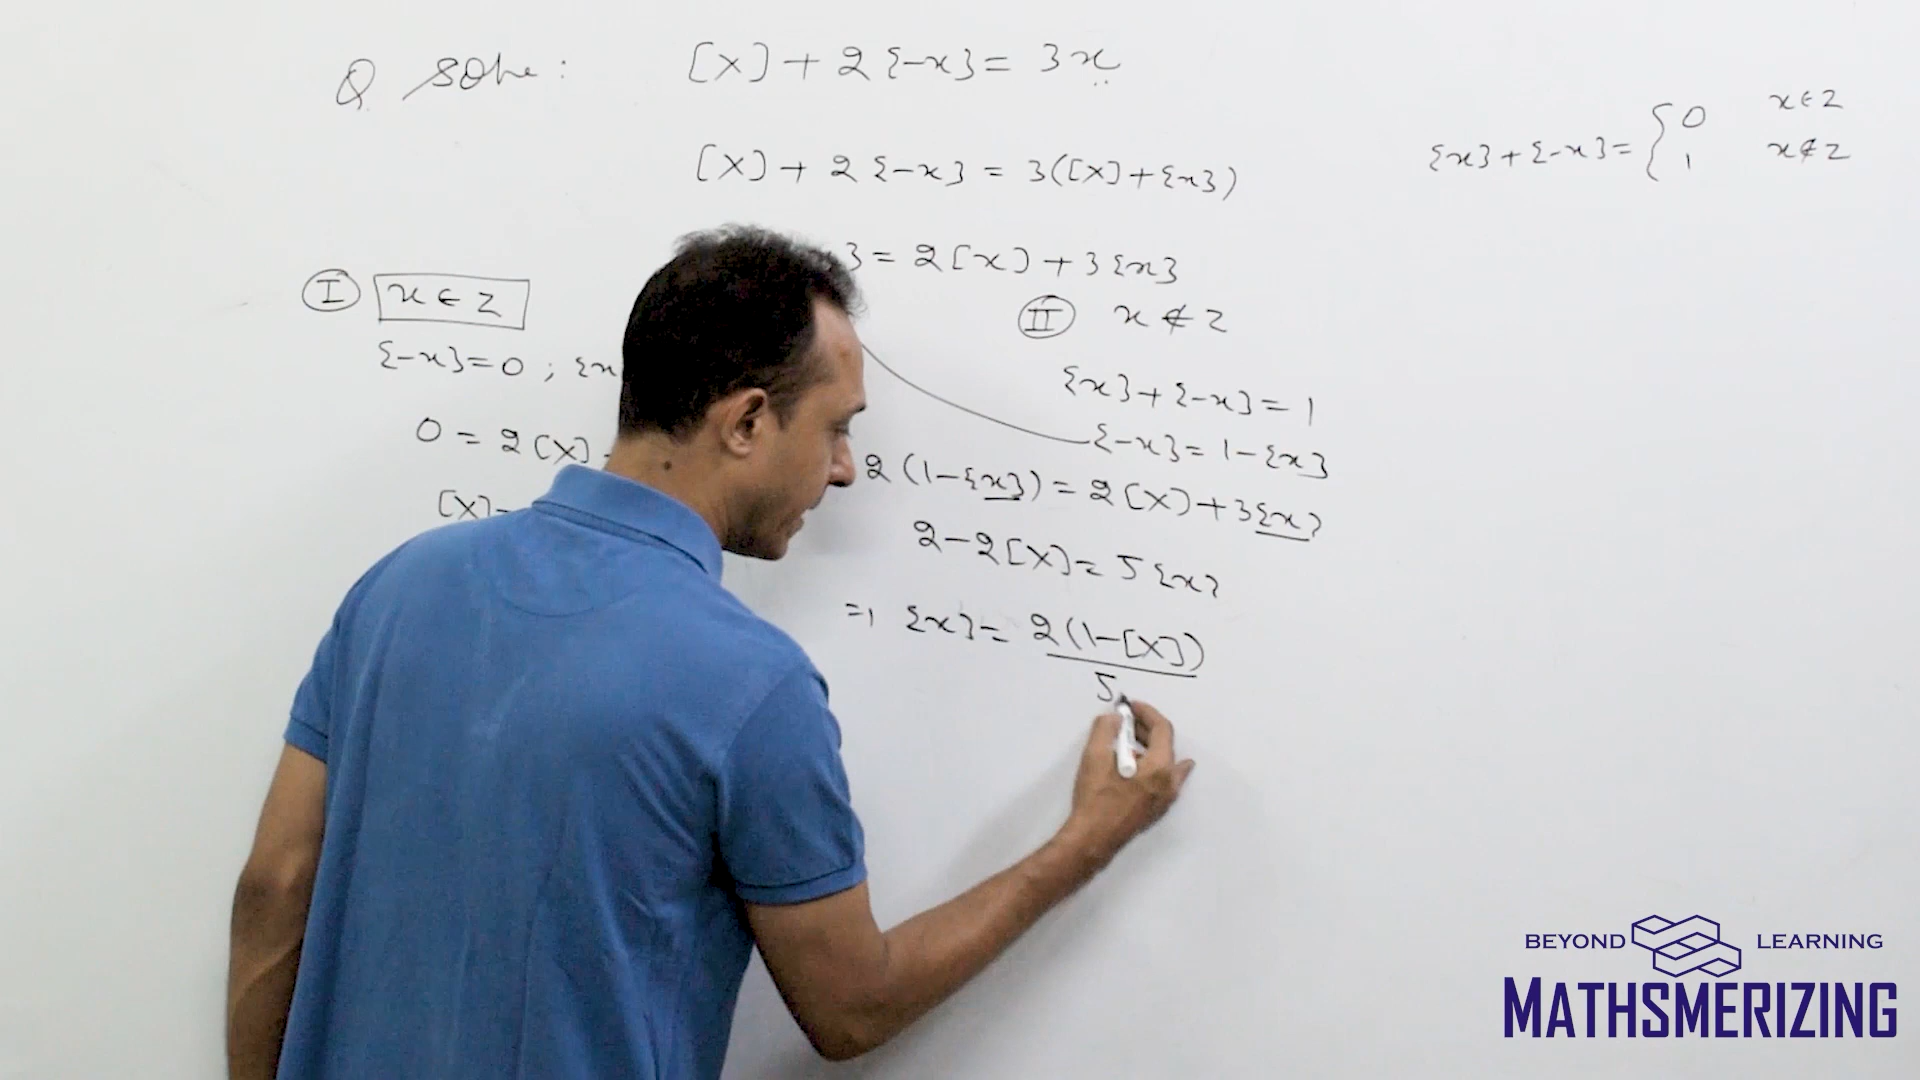 Q Solve : [x] + 2{-x} = 3x
[x] + 2{-x} = 3([x] + {x})
{x} + {-x} = { 0 x ∈ Z
1 x ∉ Z
} = 2[x] + 3{x}
I x ∈ Z
{-x} = 0 ; {x
0 = 2[x]
[x]
II x ∉ Z
{x} + {-x} = 1
{-x} = 1 - {x}
2(1 - {x}) = 2[x] + 3{x}
2 - 2[x] = 5{x}
⇒ {x} = 2(1 - [x])
5
BEYOND LEARNING
MATHSMERIZING